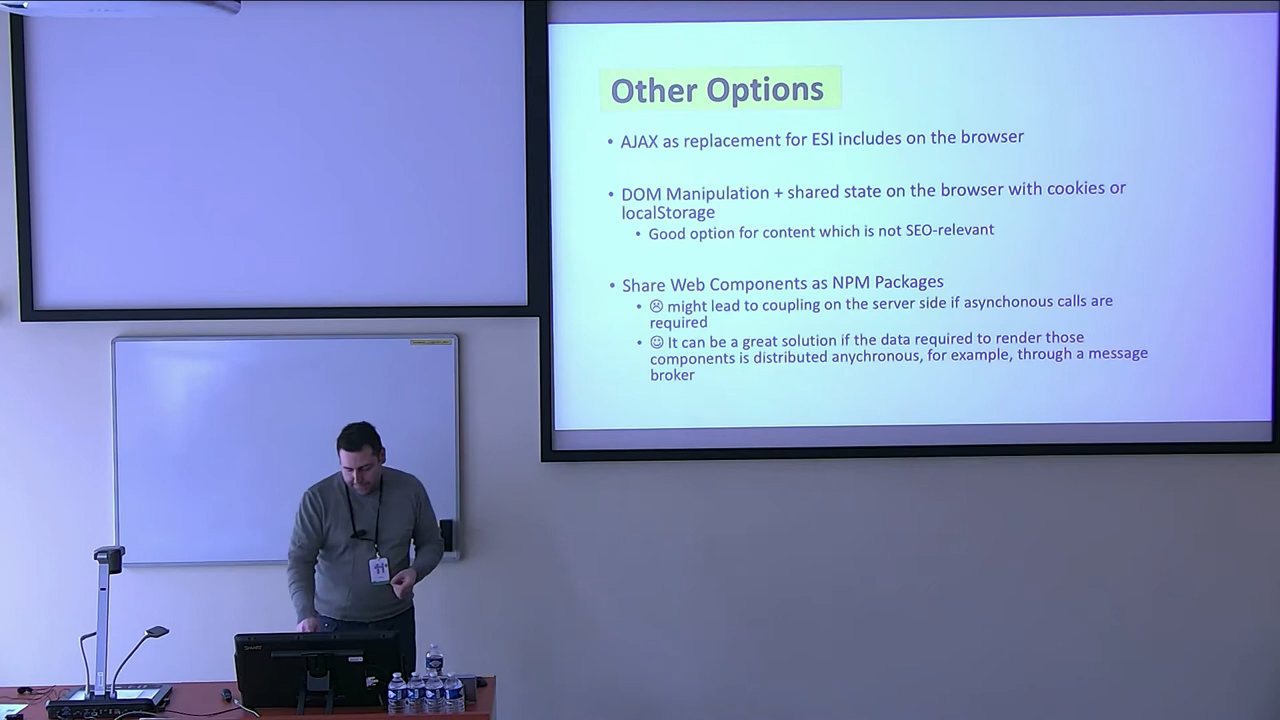 Other Options
• AJAX as replacement for ESI includes on the browser
• DOM Manipulation + shared state on the browser with cookies or
localStorage
• Good option for content which is not SEO-relevant
• Share Web Components as NPM Packages
• ☹ might lead to coupling on the server side if asynchonous calls are
required
• ☺ It can be a great solution if the data required to render those
components is distributed anychronous, for example, through a message
broker